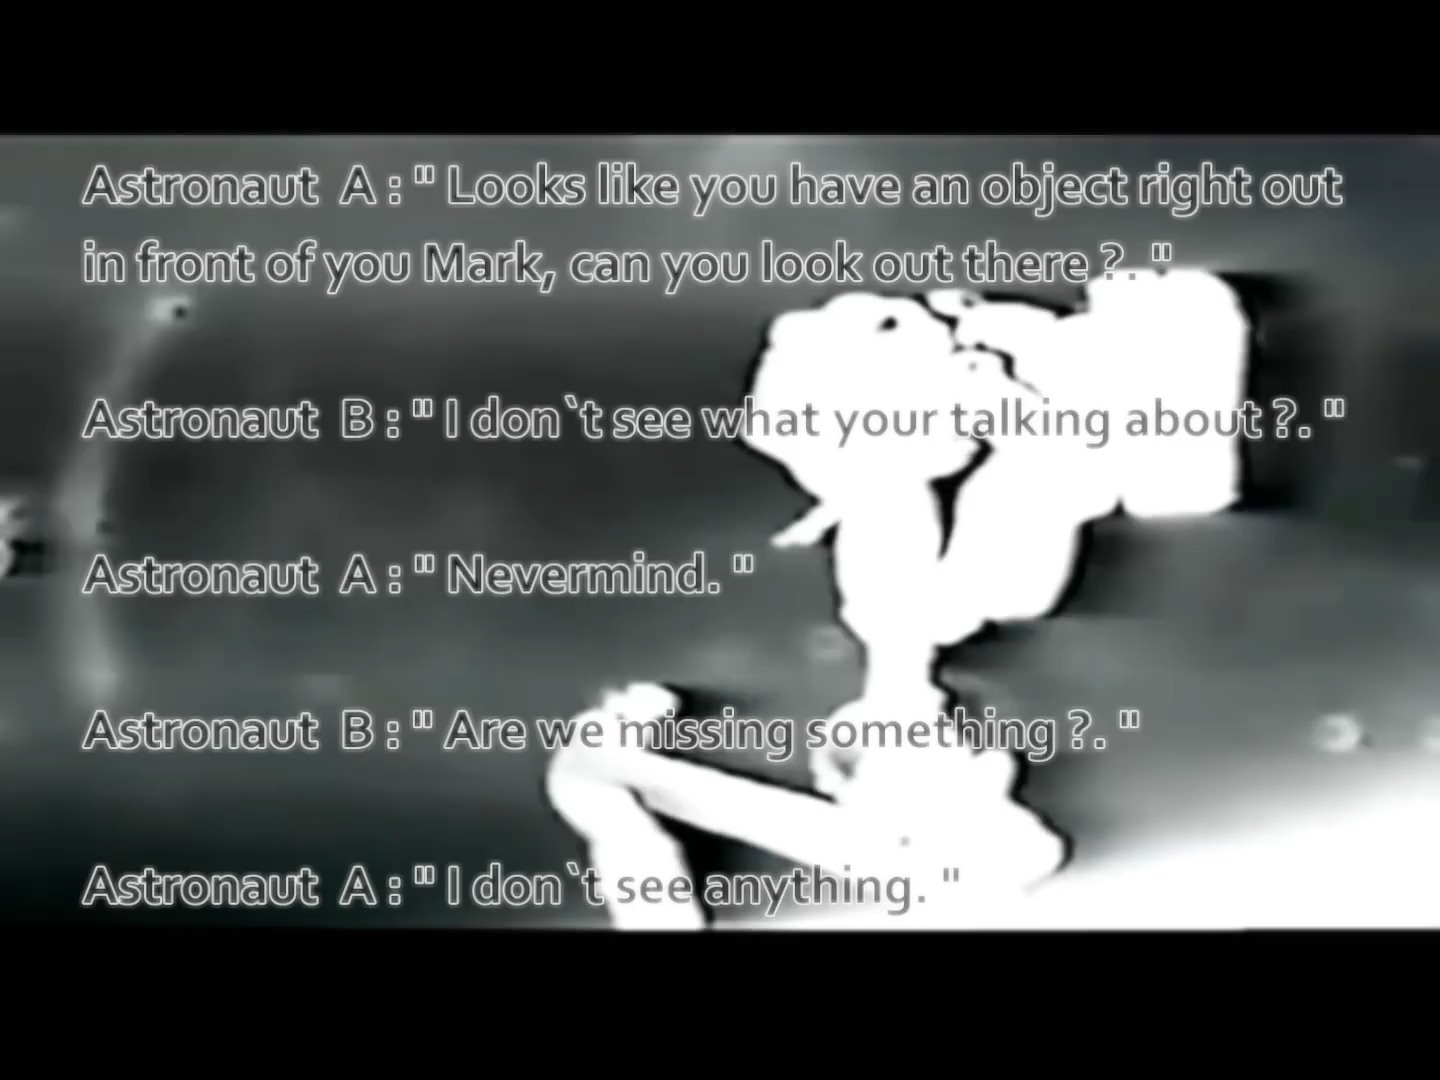 Astronaut A : " Looks like you have an object right out
in front of you Mark, can you look out there ?. "
Astronaut B : " I don`t see what your talking about ?. "
Astronaut A : " Nevermind. "
Astronaut B : " Are we missing something ?. "
Astronaut A : " I don`t see anything. "